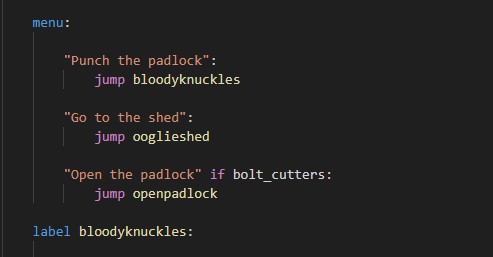 menu:
"Punch the padlock":
jump bloodyknuckles
"Go to the shed":
jump ooglieshed
"Open the padlock" if bolt_cutters:
jump openpadlock
label bloodyknuckles: